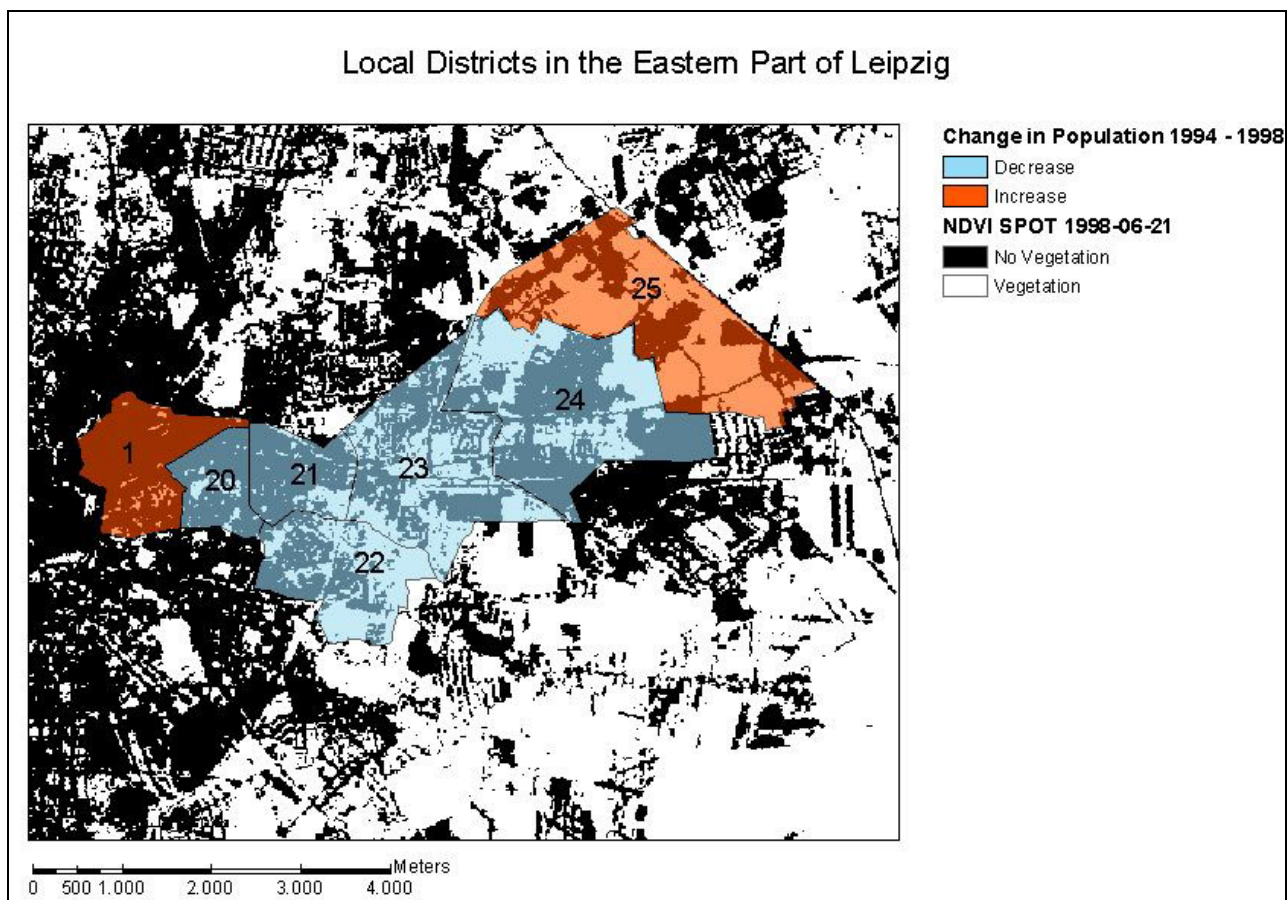 Local Districts in the Eastern Part of Leipzig
Change in Population 1994 - 1998
Decrease
Increase
NDVI SPOT 1998-06-21
No Vegetation
Vegetation
25
24
1
20
21
23
22
Meters
0 500 1.000 2.000 3.000 4.000